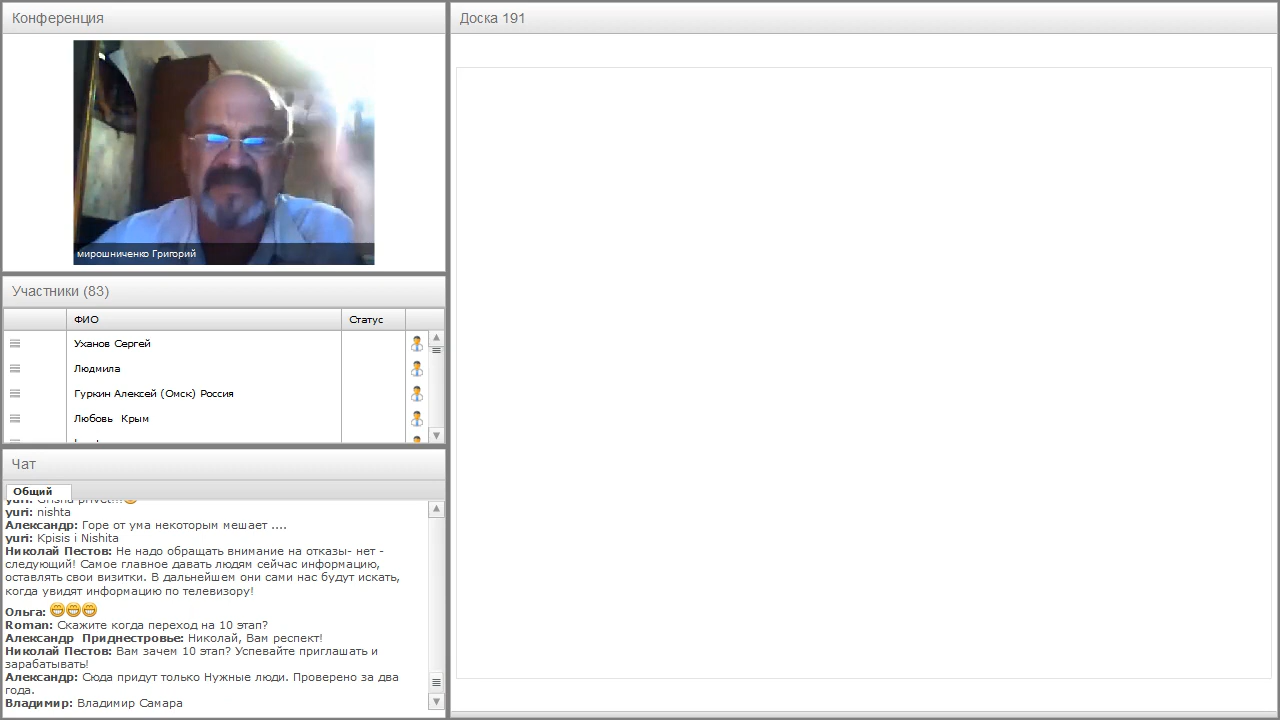 Конференция
мирошниченко Григорий
Участники (83)
ФИО Статус
Уханов Сергей
Людмила
Гуркин Алексей (Омск) Россия
Любовь Крым
Чат
Общий
yuri: Grisha privet!!!
yuri: nishta
Александр: Горе от ума некоторым мешает ....
yuri: Kpisis i Nishita
Николай Пестов: Не надо обращать внимание на отказы- нет -
следующий! Самое главное давать людям сейчас информацию,
оставлять свои визитки. В дальнейшем они сами нас будут искать,
когда увидят информацию по телевизору!
Ольга:
Roman: Скажите когда переход на 10 этап?
Александр Приднестровье: Николай, Вам респект!
Николай Пестов: Вам зачем 10 этап? Успевайте приглашать и
зарабатывать!
Александр: Сюда придут только Нужные люди. Проверено за два
года.
Владимир: Владимир Самара
Доска 191